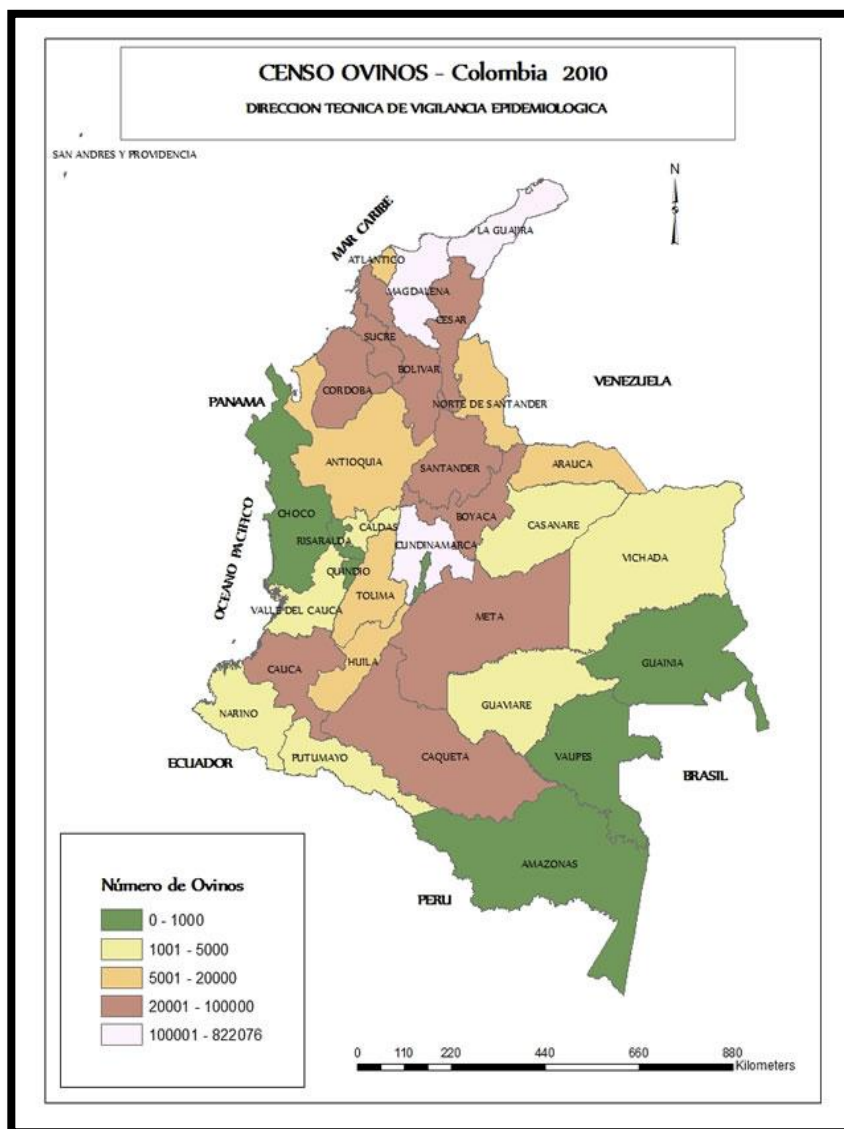 CENSO OVINOS - Colombia 2010
DIRECCION TECNICA DE VIGILANCIA EPIDEMIOLOGICA
SAN ANDRES Y PROVIDENCIA
N
MAR CARIBE
LA GUAJIRA
ATLANTICO
MAGDALENA
CESAR
SUCRE
BOLIVAR
CORDOBA
VENEZUELA
PANAMA
NORTE DE SANTANDER
ANTIOQUIA
SANTANDER
ARAUCA
CHOCO
BOYACA
CALDAS
CASANARE
RISARALDA
CUNDINAMARCA
VICHADA
OCEANO PACIFICO
QUINDIO
TOLIMA
VALLE DEL CAUCA
META
HUILA
GUAINIA
CAUCA
GUAVIARE
NARINO
PUTUMAYO
CAQUETA
VAUPES
ECUADOR
BRASIL
AMAZONAS
PERU
Número de Ovinos
0 - 1000
1001 - 5000
5001 - 20000
20001 - 100000
100001 - 822076
0 110 220 440 660 880
Kilometers